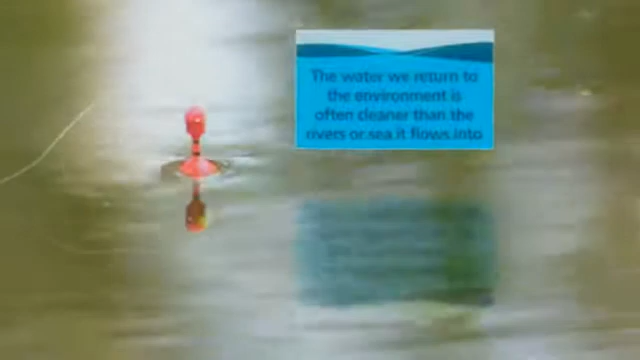 The water we return to
the environment is
often cleaner than the
rivers or sea it flows into